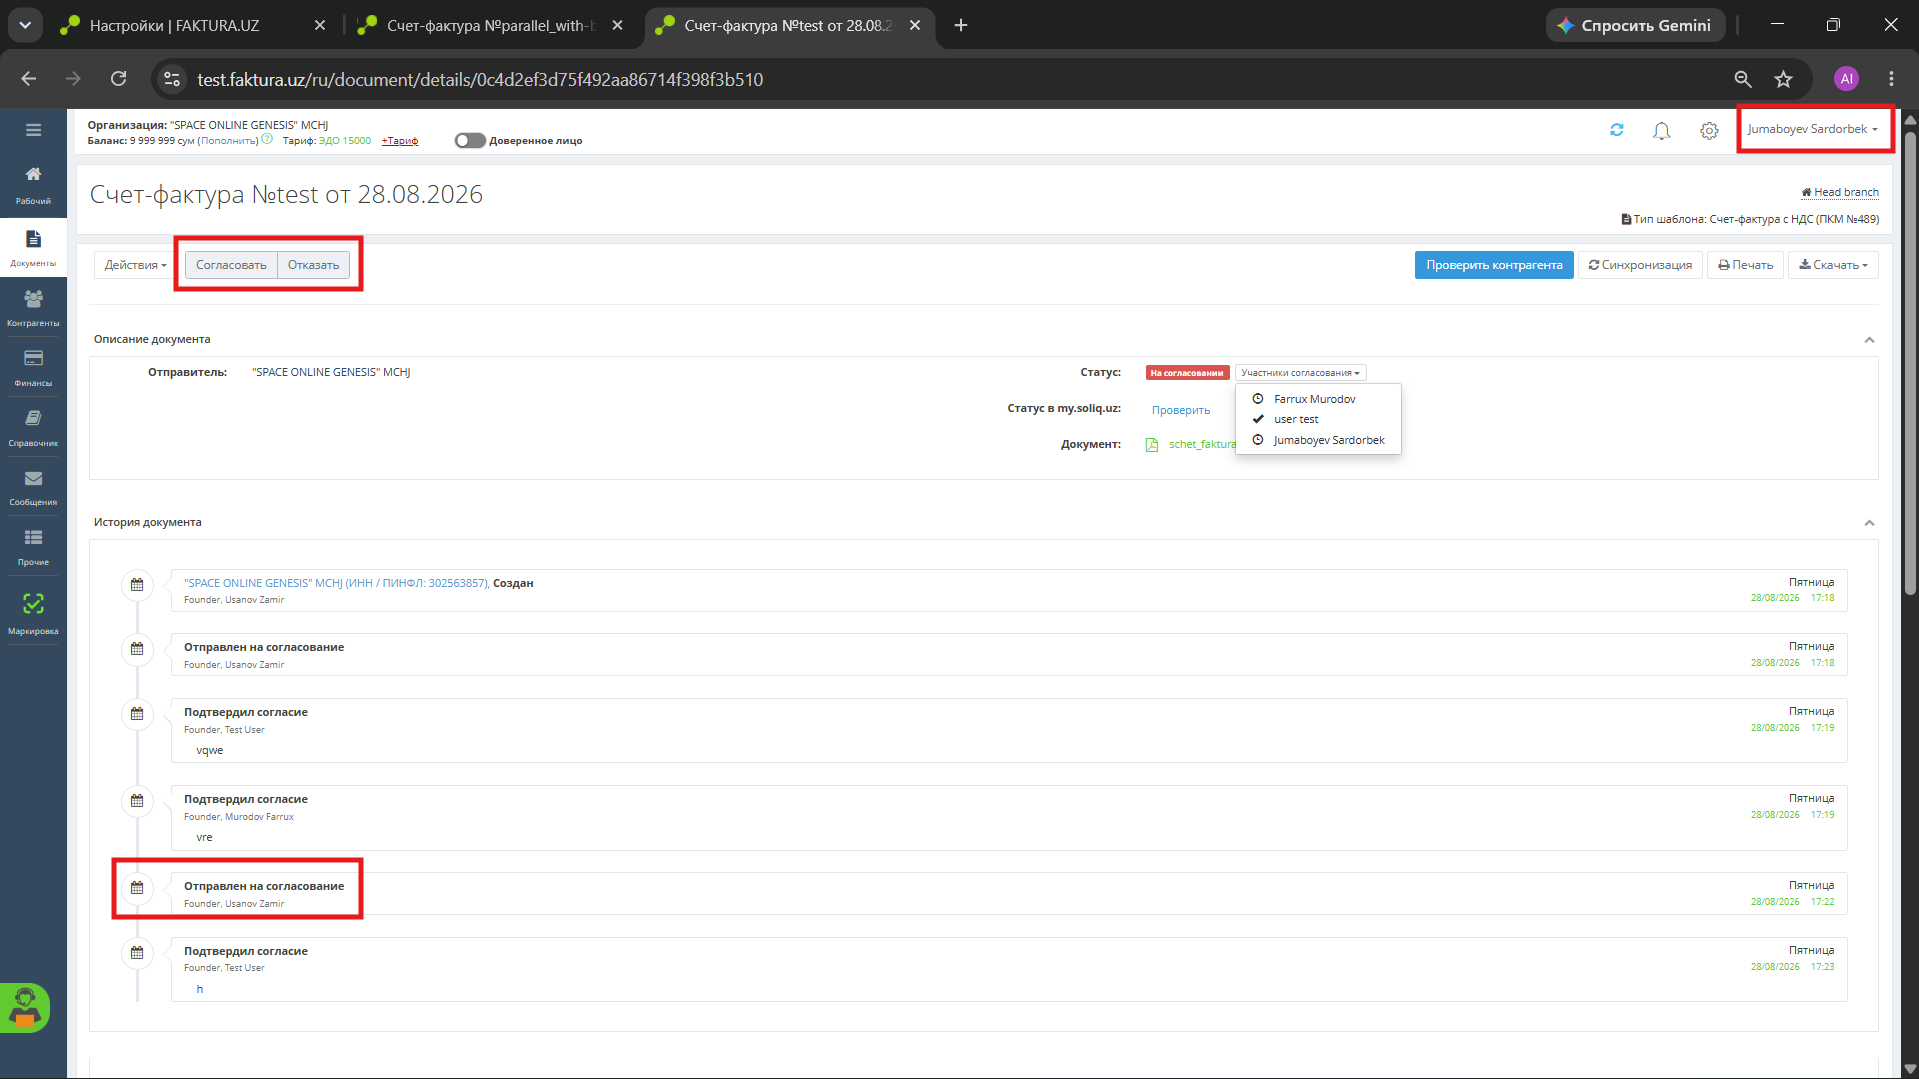 Настройки | FAKTURA.UZ
Счет-фактура №parallel_with-b
Счет-фактура №test от 28.08.2
Спросить Gemini
test.faktura.uz/ru/document/details/0c4d2ef3d75f492aa86714f398f3b510
AI
Организация: "SPACE ONLINE GENESIS" MCHJ
Баланс: 9 999 999 сум (Пополнить) ? Тариф: ЭДО 15000 +Тариф
Доверенное лицо
Jumaboyev Sardorbek
Рабочий
Документы
Контрагенты
Финансы
Справочник
Сообщения
Прочие
Маркировка
Счет-фактура №test от 28.08.2026
Head branch
Тип шаблона: Счет-фактура с НДС (ПКМ №489)
Действия
Согласовать
Отказать
Проверить контрагента
Синхронизация
Печать
Скачать
Описание документа
Отправитель: "SPACE ONLINE GENESIS" MCHJ
Статус: На согласовании Участники согласования
Farrux Murodov
user test
Jumaboyev Sardorbek
Статус в my.soliq.uz: Проверить
Документ: schet_faktura
История документа
"SPACE ONLINE GENESIS" MCHJ (ИНН / ПИНФЛ: 302563857), Создан
Founder, Usanov Zamir
Пятница
28/08/2026 17:18
Отправлен на согласование
Founder, Usanov Zamir
Пятница
28/08/2026 17:18
Подтвердил согласие
Founder, Test User
vqwe
Пятница
28/08/2026 17:19
Подтвердил согласие
Founder, Murodov Farrux
vre
Пятница
28/08/2026 17:19
Отправлен на согласование
Founder, Usanov Zamir
Пятница
28/08/2026 17:22
Подтвердил согласие
Founder, Test User
h
Пятница
28/08/2026 17:23